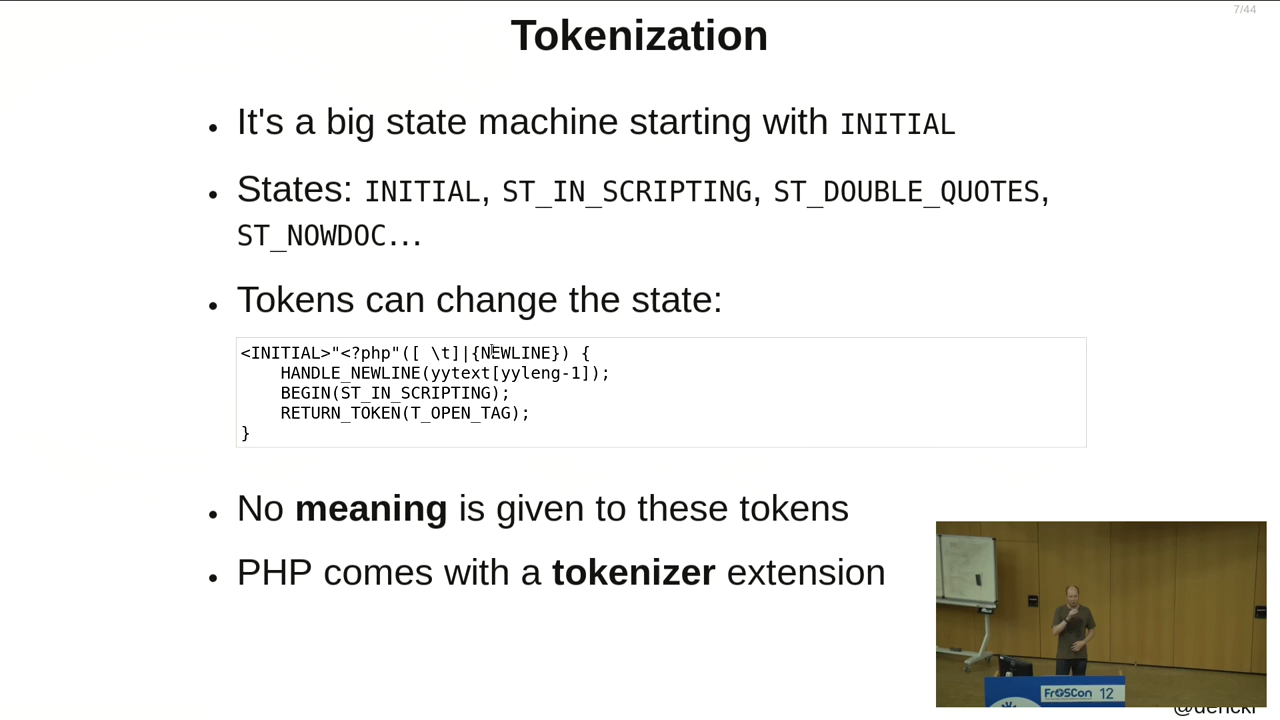 7/44
Tokenization
• It's a big state machine starting with INITIAL
• States: INITIAL, ST_IN_SCRIPTING, ST_DOUBLE_QUOTES,
ST_NOWDOC...
• Tokens can change the state:
<INITIAL>"<?php"([ \t]|{NEWLINE}) {
    HANDLE_NEWLINE(yytext[yyleng-1]);
    BEGIN(ST_IN_SCRIPTING);
    RETURN_TOKEN(T_OPEN_TAG);
}
• No meaning is given to these tokens
• PHP comes with a tokenizer extension
FrOSCon 12